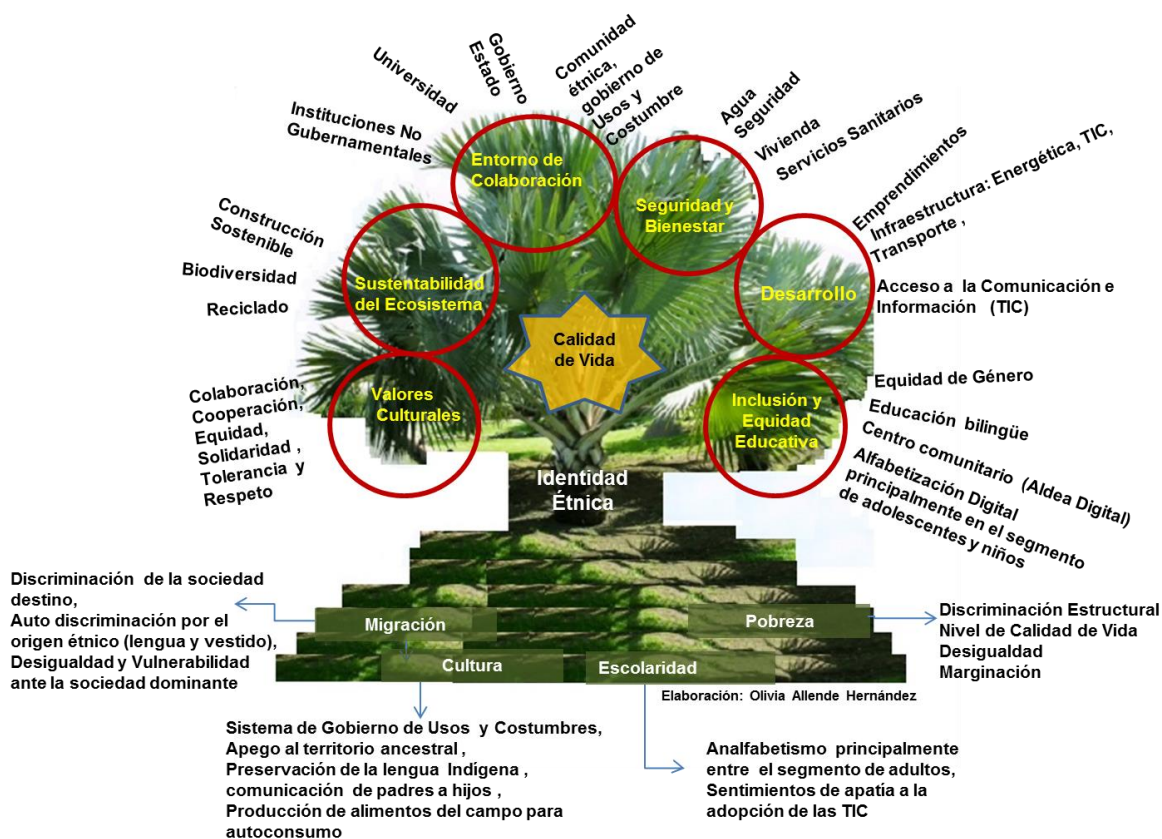 Universidad
Gobierno
Estado
Comunidad
étnica,
gobierno de
Usos y
Costumbre
Instituciones No
Gubernamentales
Agua
Seguridad
Vivienda
Servicios Sanitarios
Entorno de
Colaboración
Seguridad y
Bienestar
Construcción
Sostenible
Biodiversidad
Reciclado
Sustentabilidad
del Ecosistema
Emprendimientos
Infraestructura: Energética, TIC,
Transporte ,
Desarrollo
Acceso a la Comunicación e
Información (TIC)
Calidad
de Vida
Colaboración,
Cooperación,
Equidad,
Solidaridad ,
Tolerancia y
Respeto
Valores
Culturales
Inclusión y
Equidad
Educativa
Equidad de Género
Educación bilingüe
Centro comunitario (Aldea Digital)
Alfabetización Digital
principalmente en el segmento
de adolescentes y niños
Identidad
Étnica
Discriminación de la sociedad
destino,
Auto discriminación por el
origen étnico (lengua y vestido),
Desigualdad y Vulnerabilidad
ante la sociedad dominante
Migración
Pobreza
Discriminación Estructural
Nivel de Calidad de Vida
Desigualdad
Marginación
Cultura
Escolaridad
Elaboración: Olivia Allende Hernández
Sistema de Gobierno de Usos y Costumbres,
Apego al territorio ancestral ,
Preservación de la lengua Indígena ,
comunicación de padres a hijos ,
Producción de alimentos del campo para
autoconsumo
Analfabetismo principalmente
entre el segmento de adultos,
Sentimientos de apatía a la
adopción de las TIC